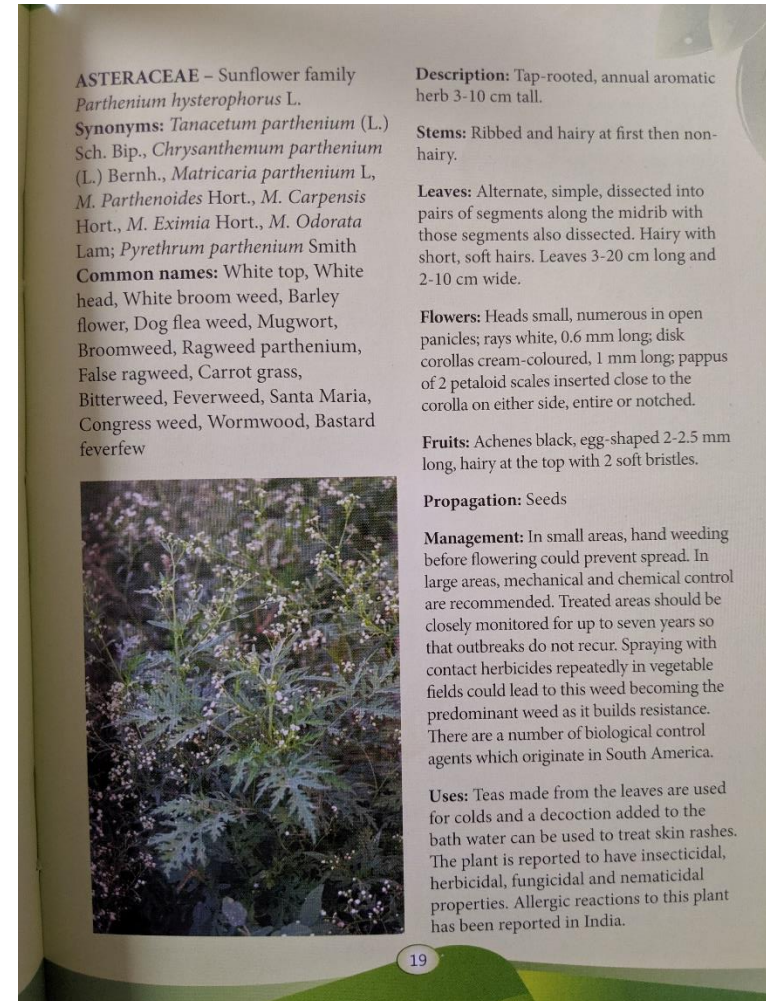 ASTERACEAE – Sunflower family
Parthenium hysterophorus L.
Synonyms: Tanacetum parthenium (L.)
Sch. Bip., Chrysanthemum parthenium
(L.) Bernh., Matricaria parthenium L,
M. Parthenoides Hort., M. Carpensis
Hort., M. Eximia Hort., M. Odorata
Lam; Pyrethrum parthenium Smith
Common names: White top, White
head, White broom weed, Barley
flower, Dog flea weed, Mugwort,
Broomweed, Ragweed parthenium,
False ragweed, Carrot grass,
Bitterweed, Feverweed, Santa Maria,
Congress weed, Wormwood, Bastard
feverfew
Description: Tap-rooted, annual aromatic
herb 3-10 cm tall.
Stems: Ribbed and hairy at first then non-
hairy.
Leaves: Alternate, simple, dissected into
pairs of segments along the midrib with
those segments also dissected. Hairy with
short, soft hairs. Leaves 3-20 cm long and
2-10 cm wide.
Flowers: Heads small, numerous in open
panicles; rays white, 0.6 mm long; disk
corollas cream-coloured, 1 mm long; pappus
of 2 petaloid scales inserted close to the
corolla on either side, entire or notched.
Fruits: Achenes black, egg-shaped 2-2.5 mm
long, hairy at the top with 2 soft bristles.
Propagation: Seeds
Management: In small areas, hand weeding
before flowering could prevent spread. In
large areas, mechanical and chemical control
are recommended. Treated areas should be
closely monitored for up to seven years so
that outbreaks do not recur. Spraying with
contact herbicides repeatedly in vegetable
fields could lead to this weed becoming the
predominant weed as it builds resistance.
There are a number of biological control
agents which originate in South America.
Uses: Teas made from the leaves are used
for colds and a decoction added to the
bath water can be used to treat skin rashes.
The plant is reported to have insecticidal,
herbicidal, fungicidal and nematicidal
properties. Allergic reactions to this plant
has been reported in India.
19